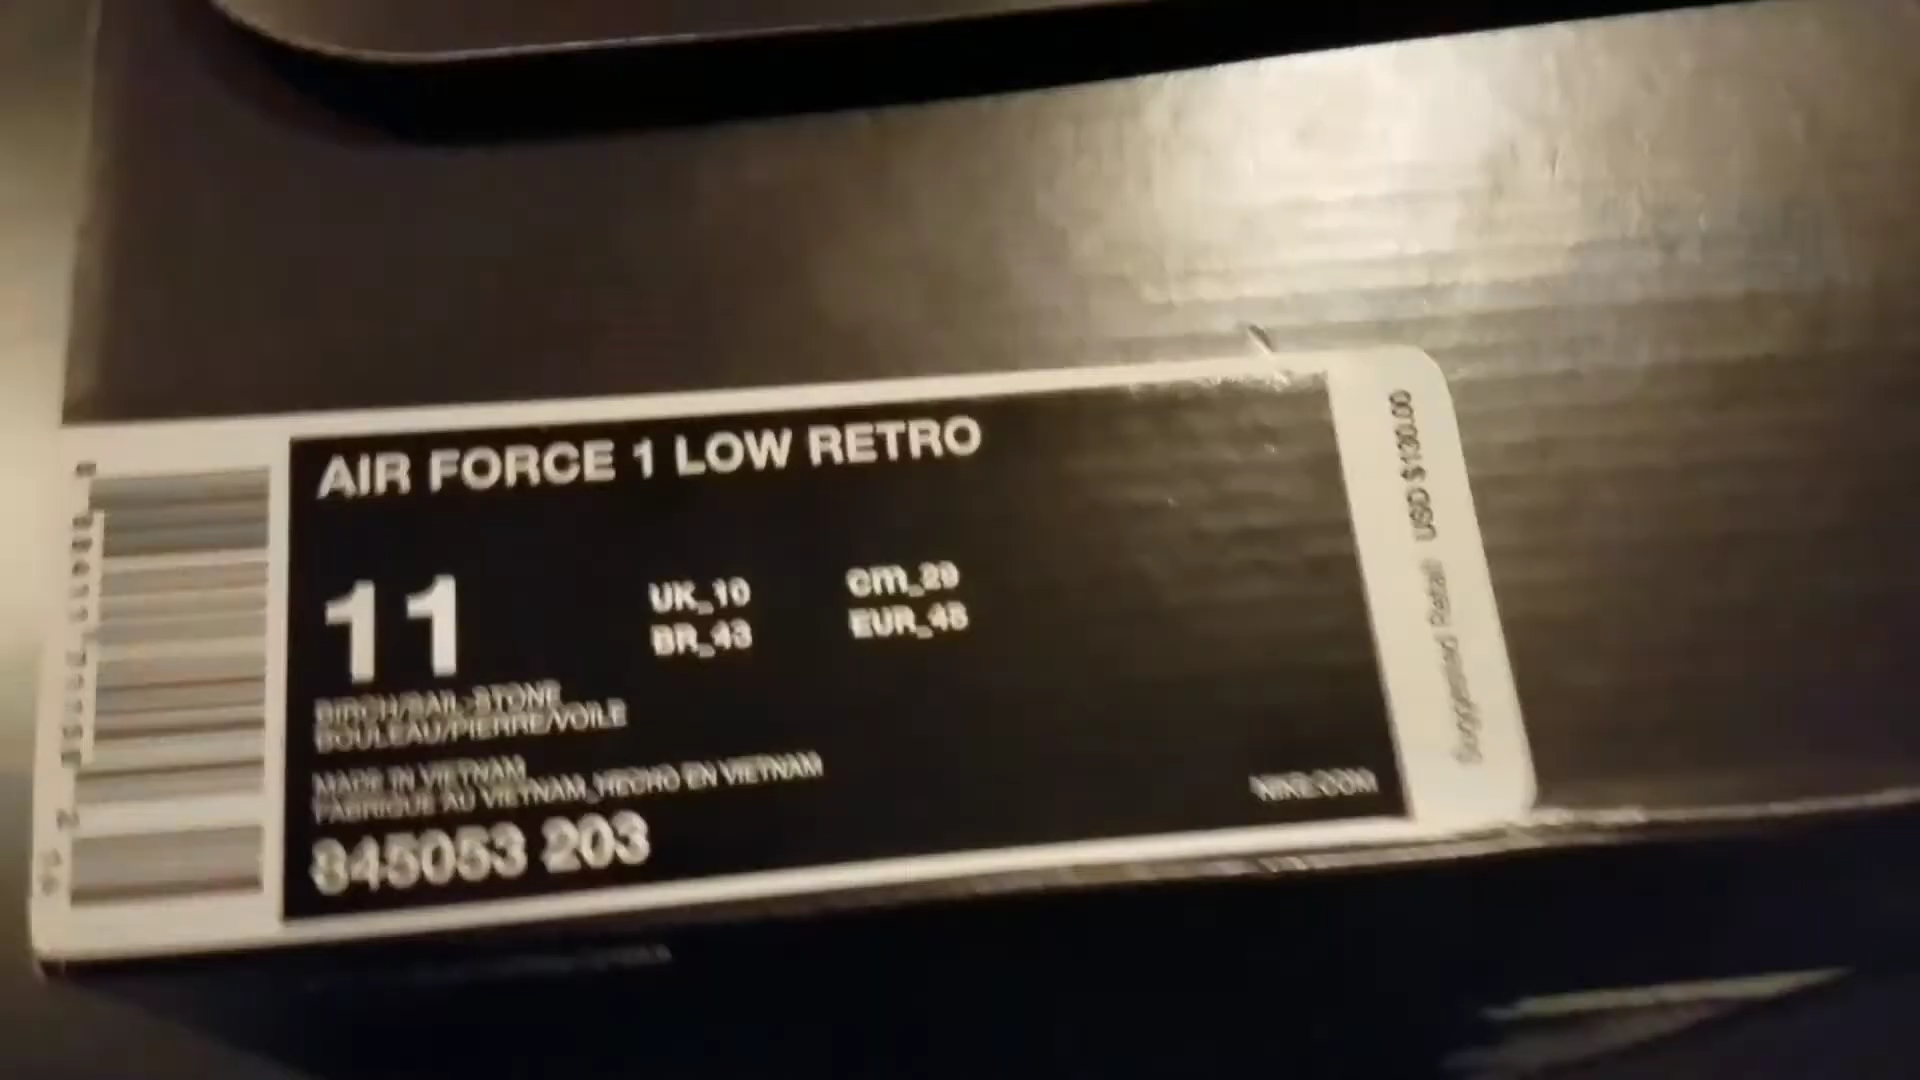 AIR FORCE 1 LOW RETRO
11
UK_10
cm_29
BR_43
EUR_45
BIRCH/SAIL-STONE
BOULEAU/PIERRE/VOILE
MADE IN VIETNAM
FABRIQUE AU VIETNAM_HECHO EN VIETNAM
845053 203
NIKE.COM
Suggested Retail USD $130.00